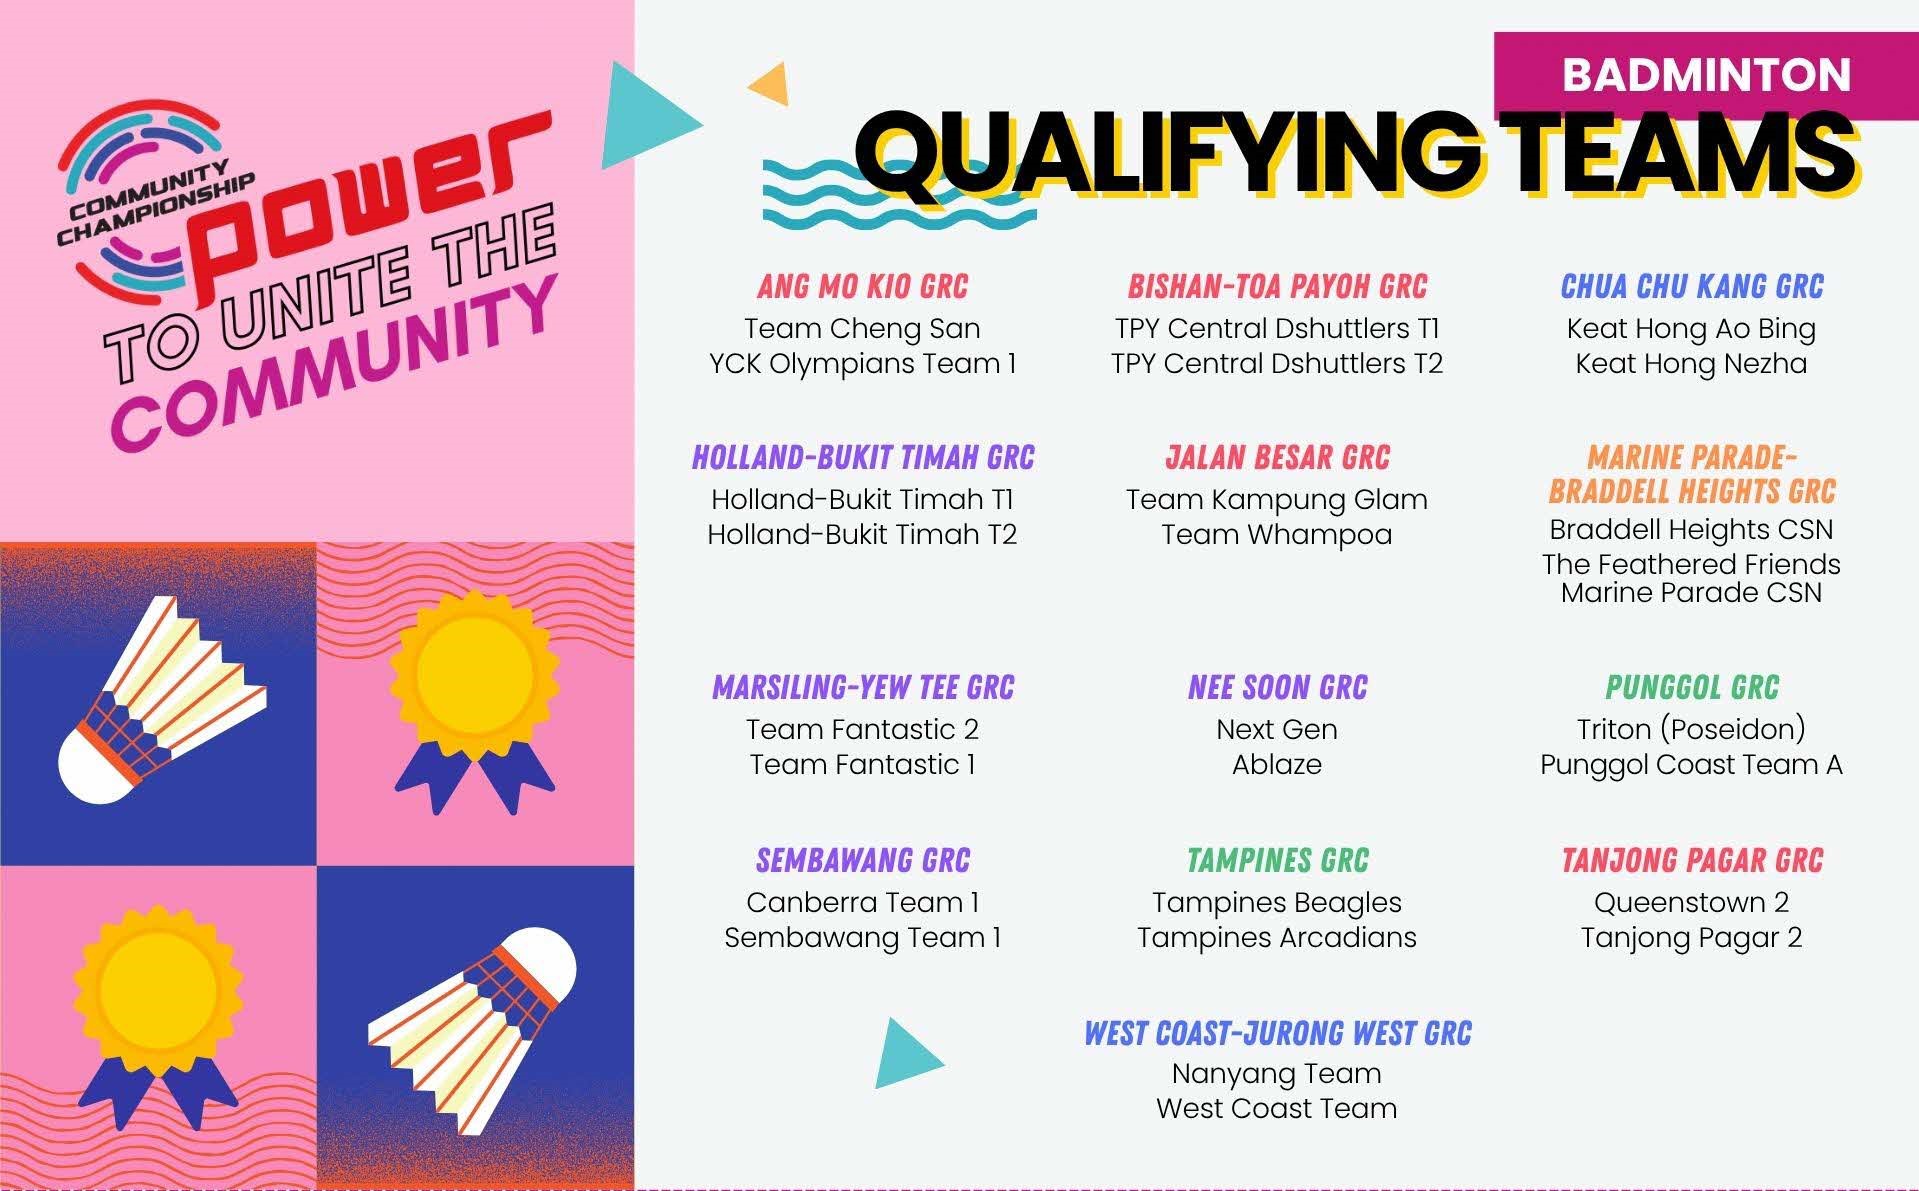 COMMUNITY
CHAMPIONSHIP
power
TO UNITE THE
COMMUNITY
BADMINTON
QUALIFYING TEAMS
ANG MO KIO GRC
Team Cheng San
YCK Olympians Team 1
BISHAN-TOA PAYOH GRC
TPY Central Dshuttlers T1
TPY Central Dshuttlers T2
CHUA CHU KANG GRC
Keat Hong Ao Bing
Keat Hong Nezha
HOLLAND-BUKIT TIMAH GRC
Holland-Bukit Timah T1
Holland-Bukit Timah T2
JALAN BESAR GRC
Team Kampung Glam
Team Whampoa
MARINE PARADE-
BRADDELL HEIGHTS GRC
Braddell Heights CSN
The Feathered Friends
Marine Parade CSN
MARSILING-YEW TEE GRC
Team Fantastic 2
Team Fantastic 1
NEE SOON GRC
Next Gen
Ablaze
PUNGGOL GRC
Triton (Poseidon)
Punggol Coast Team A
SEMBAWANG GRC
Canberra Team 1
Sembawang Team 1
TAMPINES GRC
Tampines Beagles
Tampines Arcadians
TANJONG PAGAR GRC
Queenstown 2
Tanjong Pagar 2
WEST COAST-JURONG WEST GRC
Nanyang Team
West Coast Team